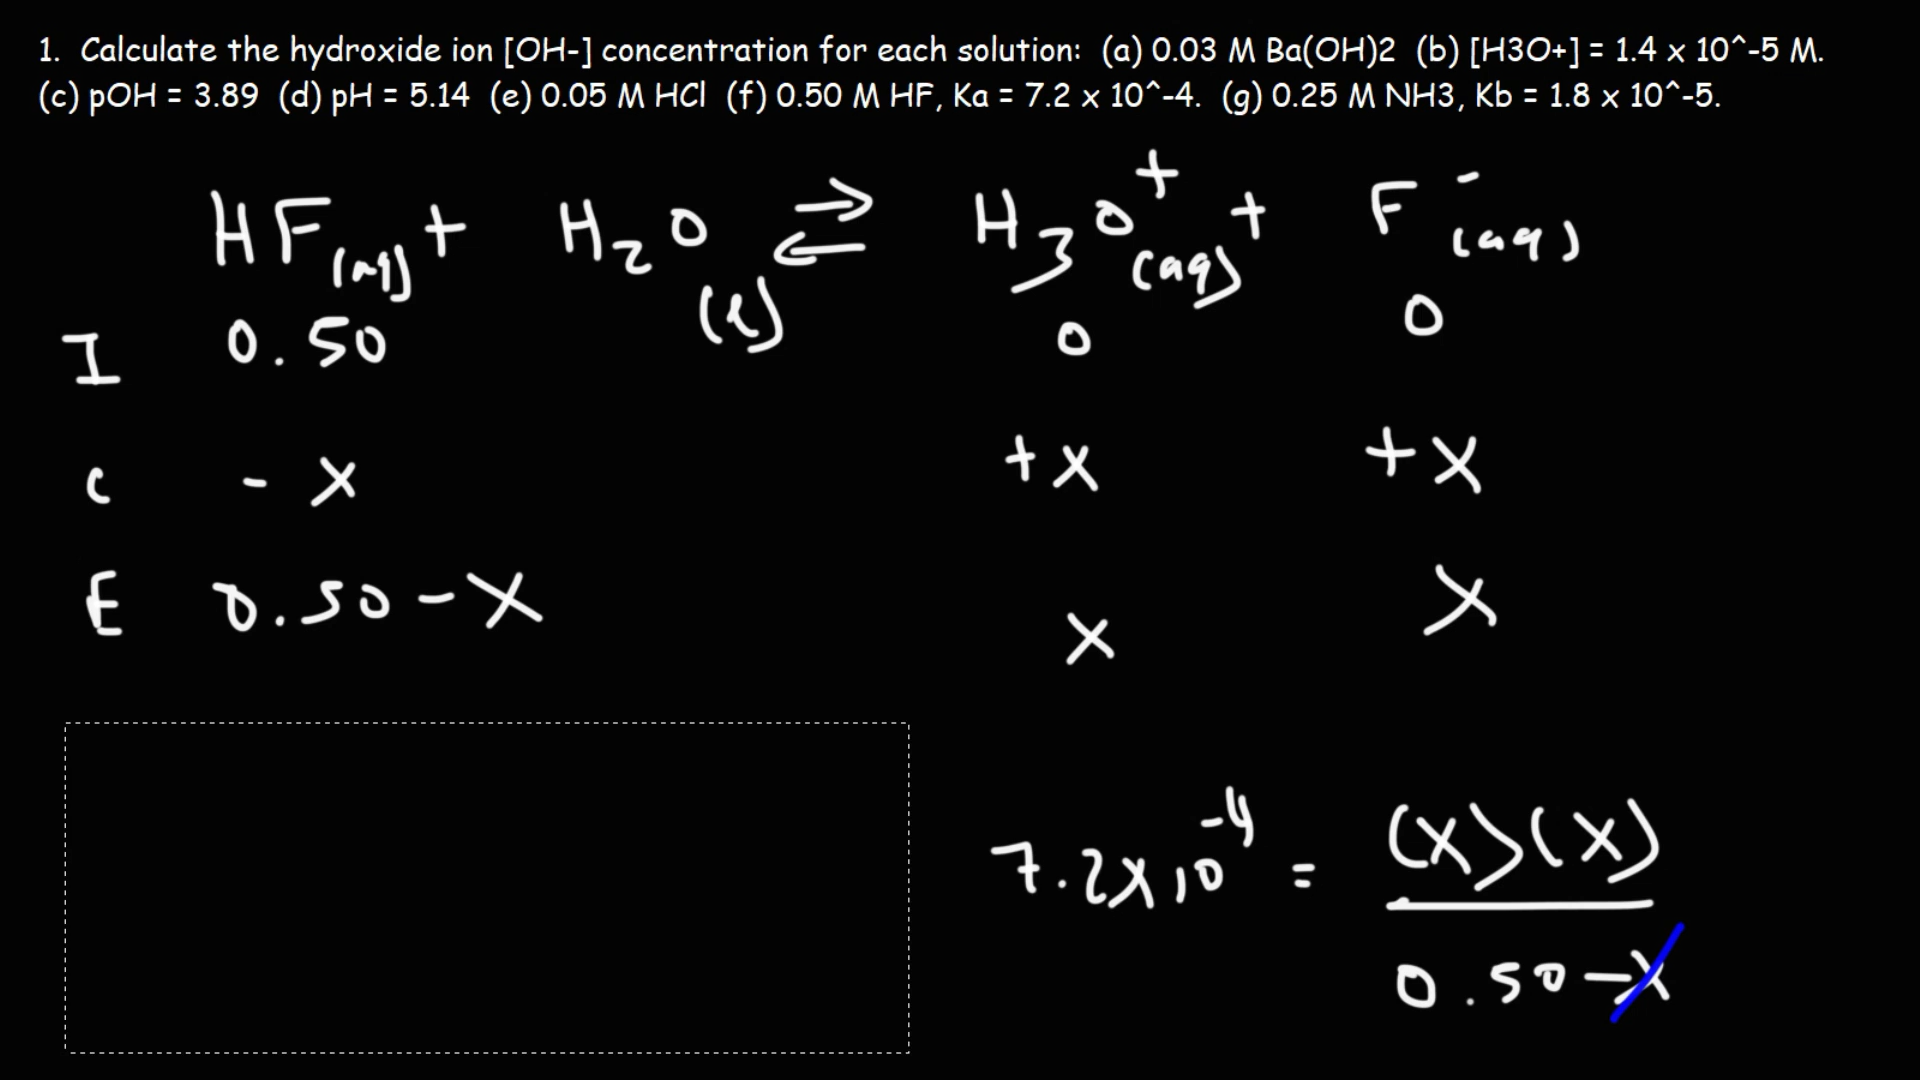 1. Calculate the hydroxide ion [OH-] concentration for each solution: (a) 0.03 M Ba(OH)2 (b) [H3O+] = 1.4 x 10^-5 M.
(c) pOH = 3.89 (d) pH = 5.14 (e) 0.05 M HCl (f) 0.50 M HF, Ka = 7.2 x 10^-4. (g) 0.25 M NH3, Kb = 1.8 x 10^-5.
HF(aq) + H₂O(l) ⇌ H₃O⁺(aq) + F⁻(aq)
I 0.50 0 0
C - x +x +x
E 0.50 - x x x
7.2x10⁻⁴ = (x)(x)
0.50 - x